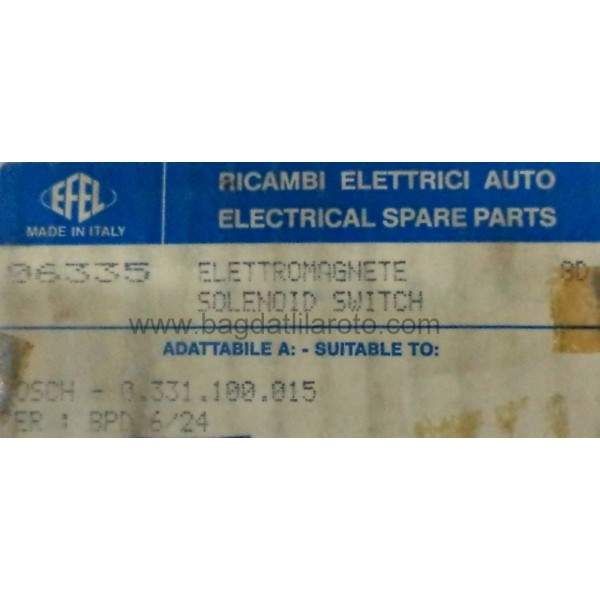 EFEL
MADE IN ITALY
RICAMBI ELETTRICI AUTO
ELECTRICAL SPARE PARTS
06335 ELETTROMAGNETE
SOLENOID SWITCH
www.bagdatlilaroto.com
ADATTABILE A: - SUITABLE TO:
OSCH - 0.331.100.015
ER : BPD 6/24